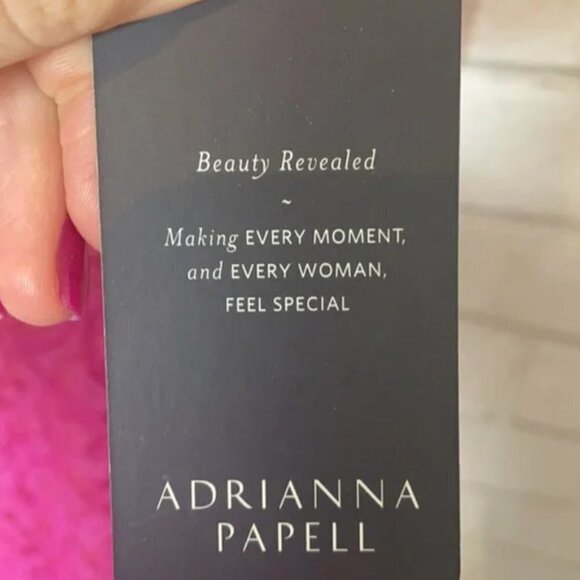 Beauty Revealed
~
Making EVERY MOMENT,
and EVERY WOMAN,
FEEL SPECIAL
ADRIANNA
PAPELL